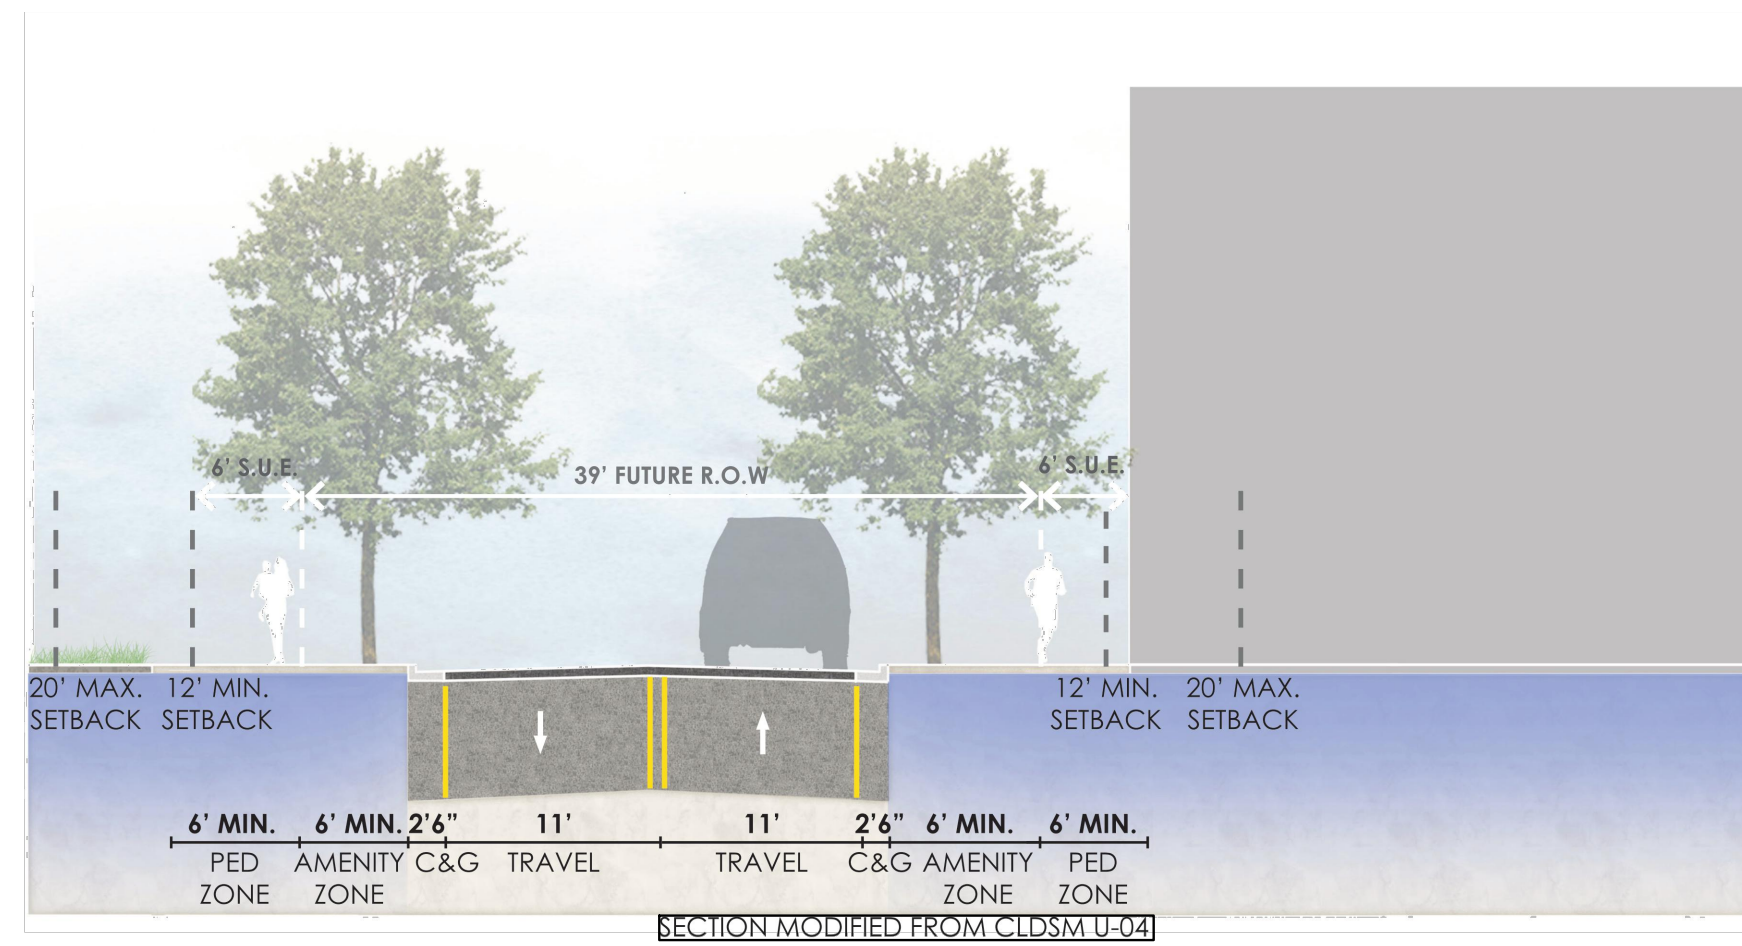 6’ S.U.E.
39’ FUTURE R.O.W
6’ S.U.E.
20’ MAX.
SETBACK
12’ MIN.
SETBACK
12’ MIN.
SETBACK
20’ MAX.
SETBACK
6’ MIN.
6’ MIN.
2’6”
11’
11’
2’6”
6’ MIN.
6’ MIN.
PED
ZONE
AMENITY
ZONE
C&G
TRAVEL
TRAVEL
C&G
AMENITY
ZONE
PED
ZONE
SECTION MODIFIED FROM CLDSM U-04